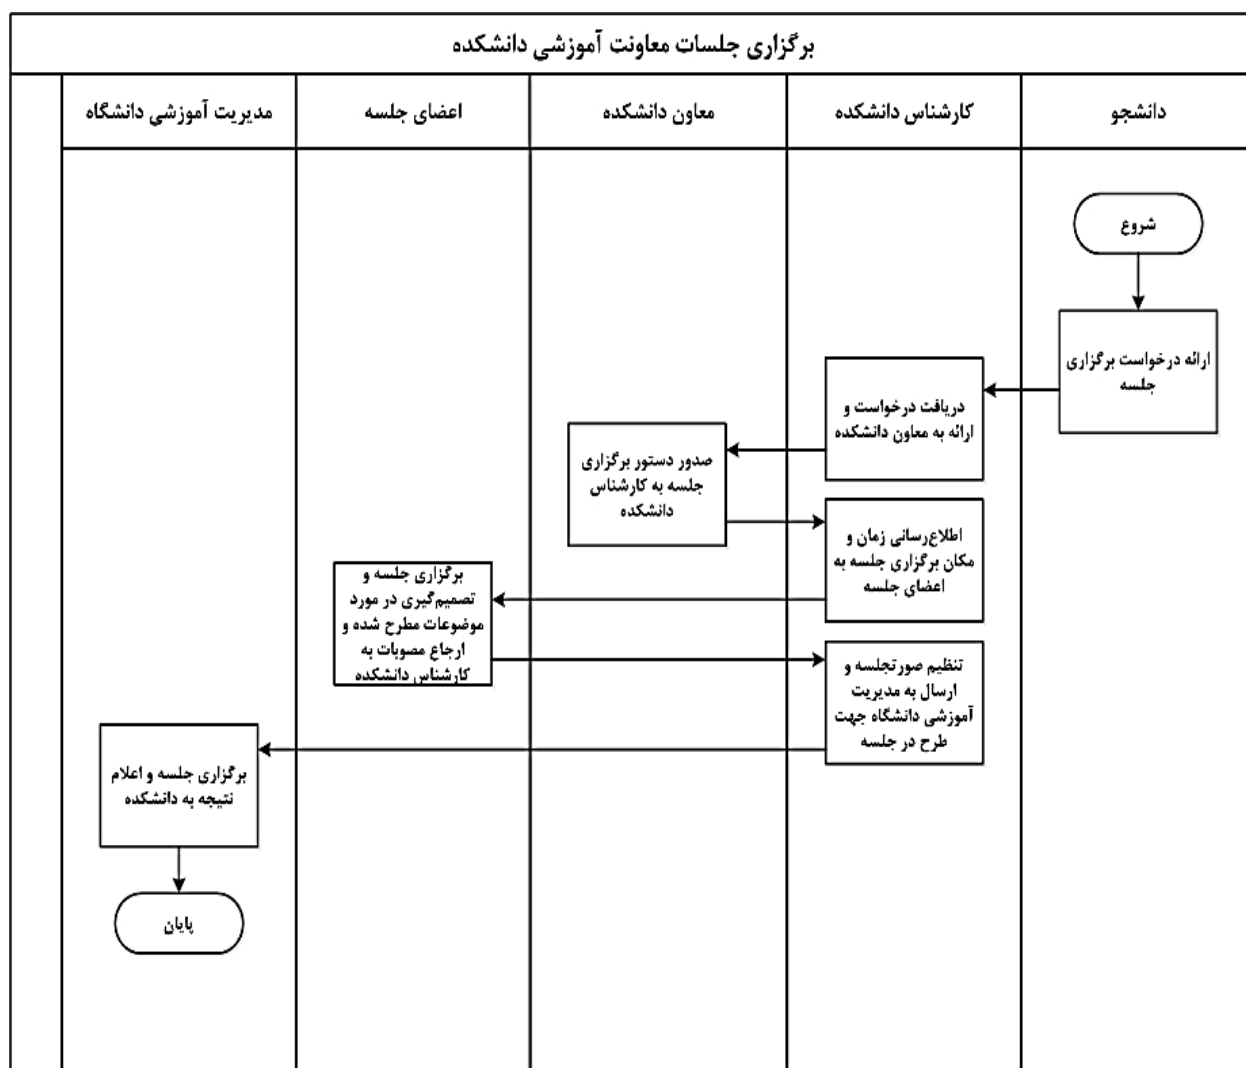 برگزاری جلسات معاونت آموزشی دانشکده
دانشجو
کارشناس دانشکده
معاون دانشکده
اعضای جلسه
مدیریت آموزشی دانشگاه
شروع
ارائه درخواست برگزاری
جلسه
دریافت درخواست و
ارائه به معاون دانشکده
صدور دستور برگزاری
جلسه به کارشناس
دانشکده
اطلاع‌رسانی زمان و
مکان برگزاری جلسه به
اعضای جلسه
برگزاری جلسه و
تصمیم‌گیری در مورد
موضوعات مطرح شده و
ارجاع مصوبات به
کارشناس دانشکده
تنظیم صورتجلسه و
ارسال به مدیریت
آموزشی دانشگاه جهت
طرح در جلسه
برگزاری جلسه و اعلام
نتیجه به دانشکده
پایان